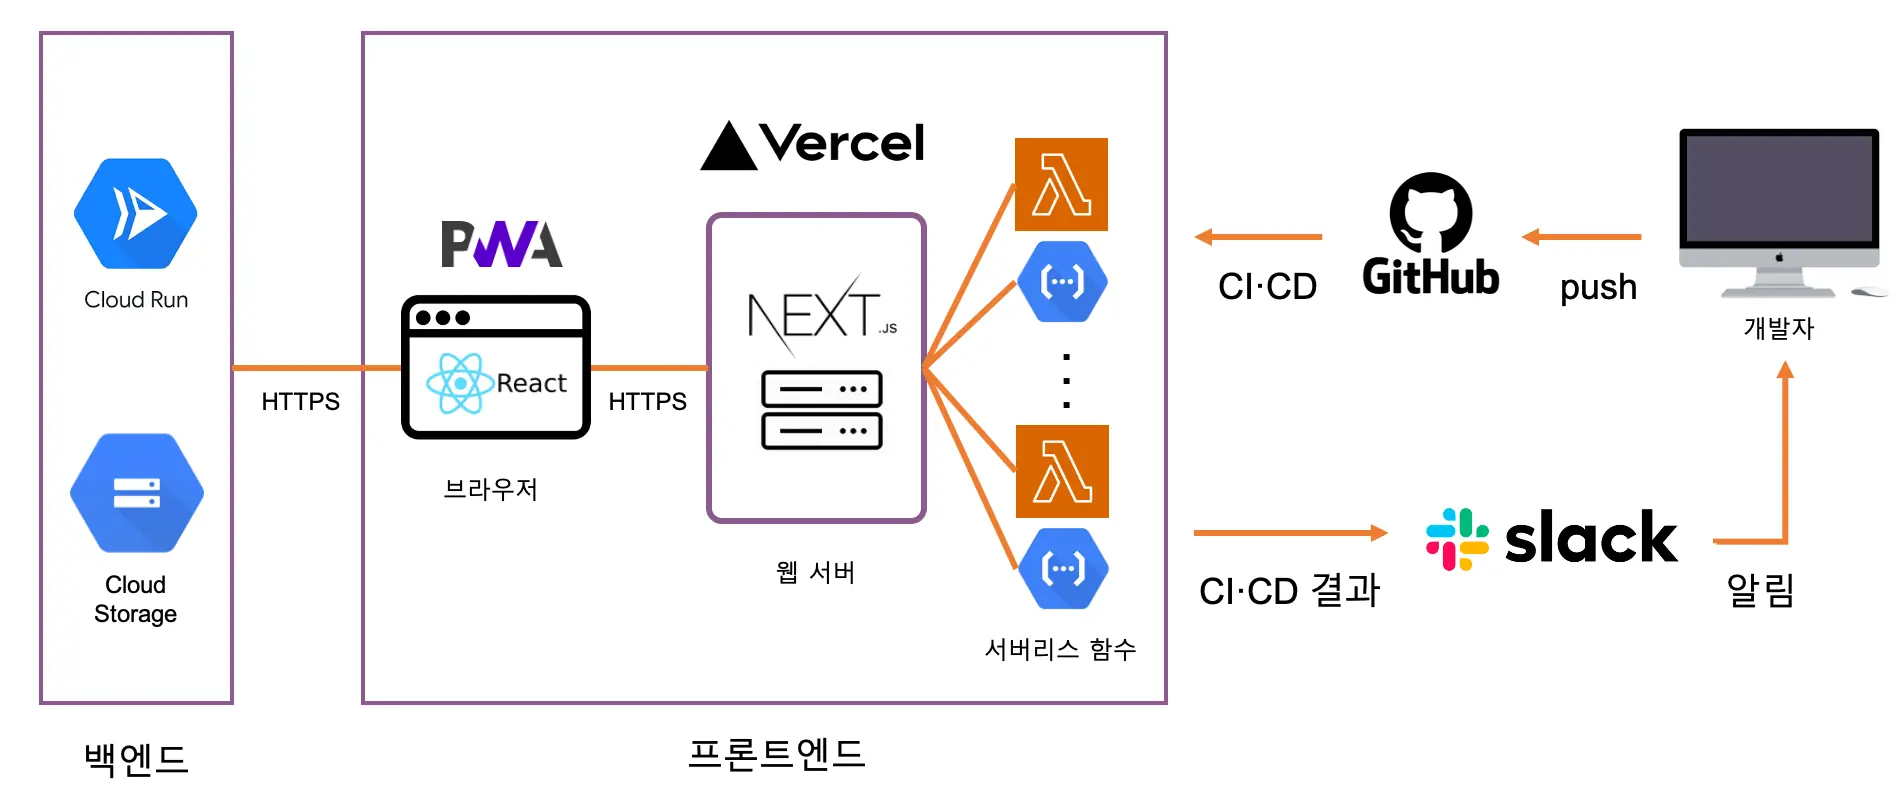 Cloud Run
Cloud
Storage
백엔드
HTTPS
PWA
React
브라우저
HTTPS
Vercel
NEXT.JS
웹 서버
서버리스 함수
프론트엔드
CI·CD
GitHub
push
개발자
CI·CD 결과
slack
알림